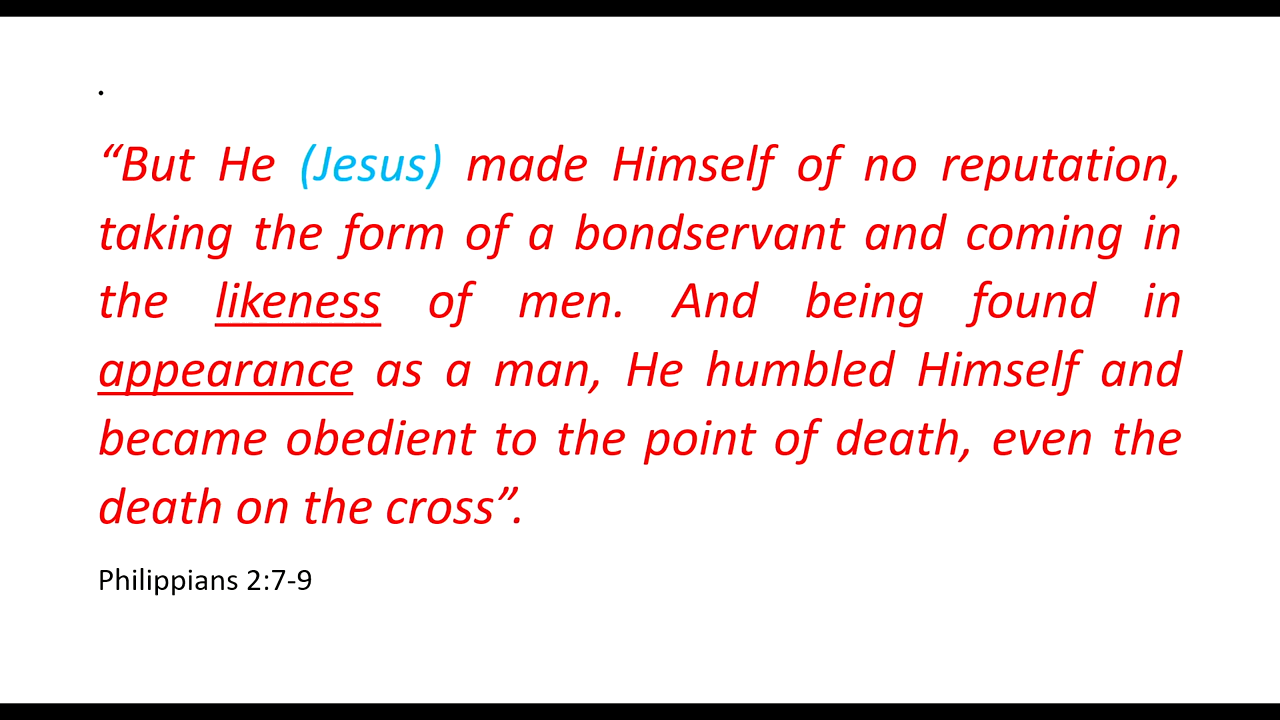 .
“But He (Jesus) made Himself of no reputation,
taking the form of a bondservant and coming in
the likeness of men. And being found in
appearance as a man, He humbled Himself and
became obedient to the point of death, even the
death on the cross”.
Philippians 2:7-9